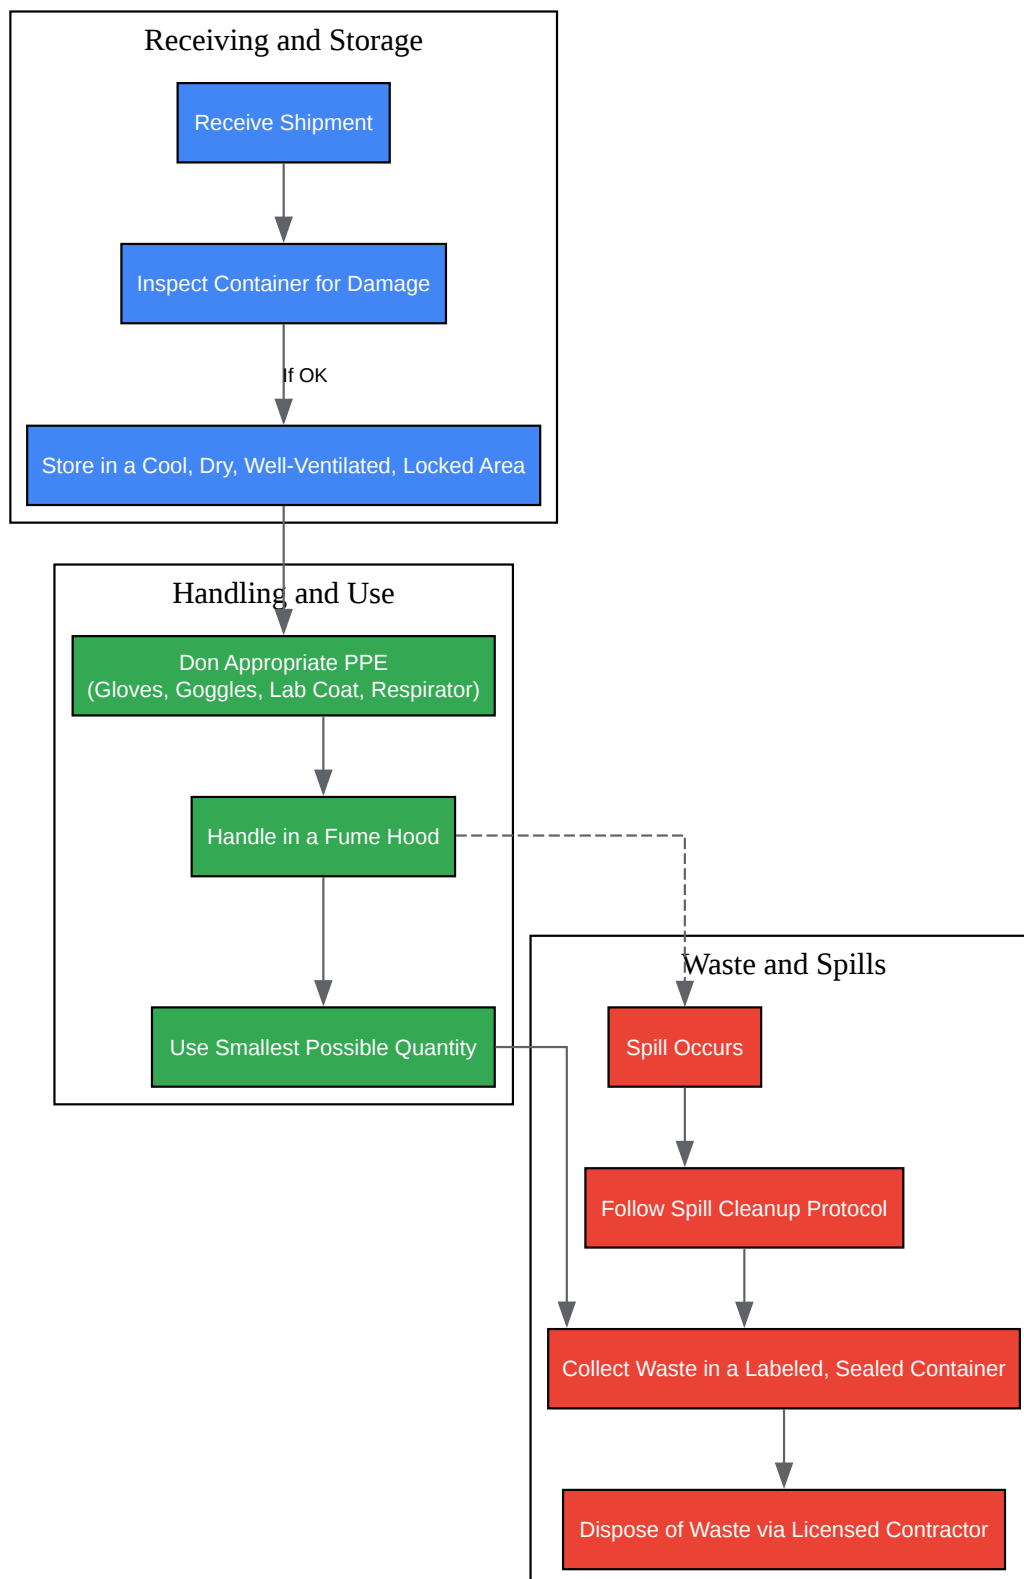 Receiving and Storage
Receive Shipment
Inspect Container for Damage
If OK
Store in a Cool, Dry, Well-Ventilated, Locked Area
Handling and Use
Don Appropriate PPE
(Gloves, Goggles, Lab Coat, Respirator)
Handle in a Fume Hood
Use Smallest Possible Quantity
Waste and Spills
Spill Occurs
Follow Spill Cleanup Protocol
Collect Waste in a Labeled, Sealed Container
Dispose of Waste via Licensed Contractor